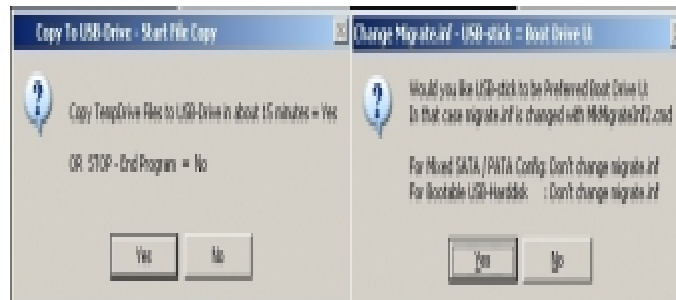 Copy To USB-Drive - Start File Copy
Copy TempDrive Files to USB-Drive in about 15 minutes = Yes
OR STOP - End Program = No
Yes
No
Change Migrate.inf - USB-stick = Boot Drive U:
Would you like USB-stick to be Preferred Boot Drive U:
In that case migrate.inf is changed with MkMigrateInf2.cmd
For Mixed SATA / PATA Config: Don't change migrate.inf
For Bootable USB-Harddisk : Don't change migrate.inf
Yes
No